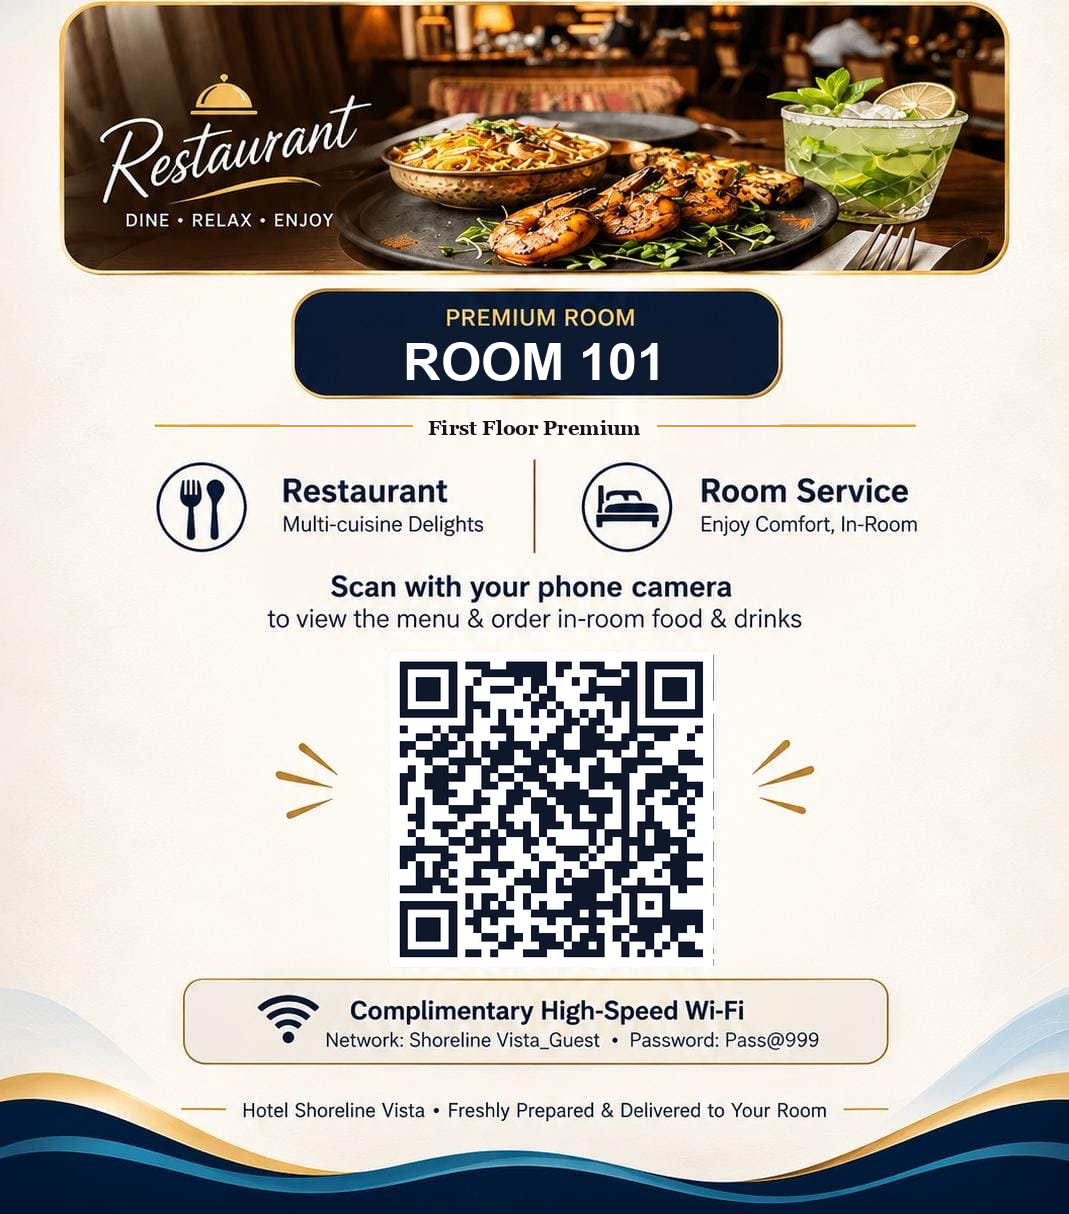 Restaurant
DINE • RELAX • ENJOY
PREMIUM ROOM
ROOM 101
First Floor Premium
Restaurant
Multi-cuisine Delights
Room Service
Enjoy Comfort, In-Room
Scan with your phone camera
to view the menu & order in-room food & drinks
Complimentary High-Speed Wi-Fi
Network: Shoreline Vista_Guest • Password: Pass@999
Hotel Shoreline Vista • Freshly Prepared & Delivered to Your Room